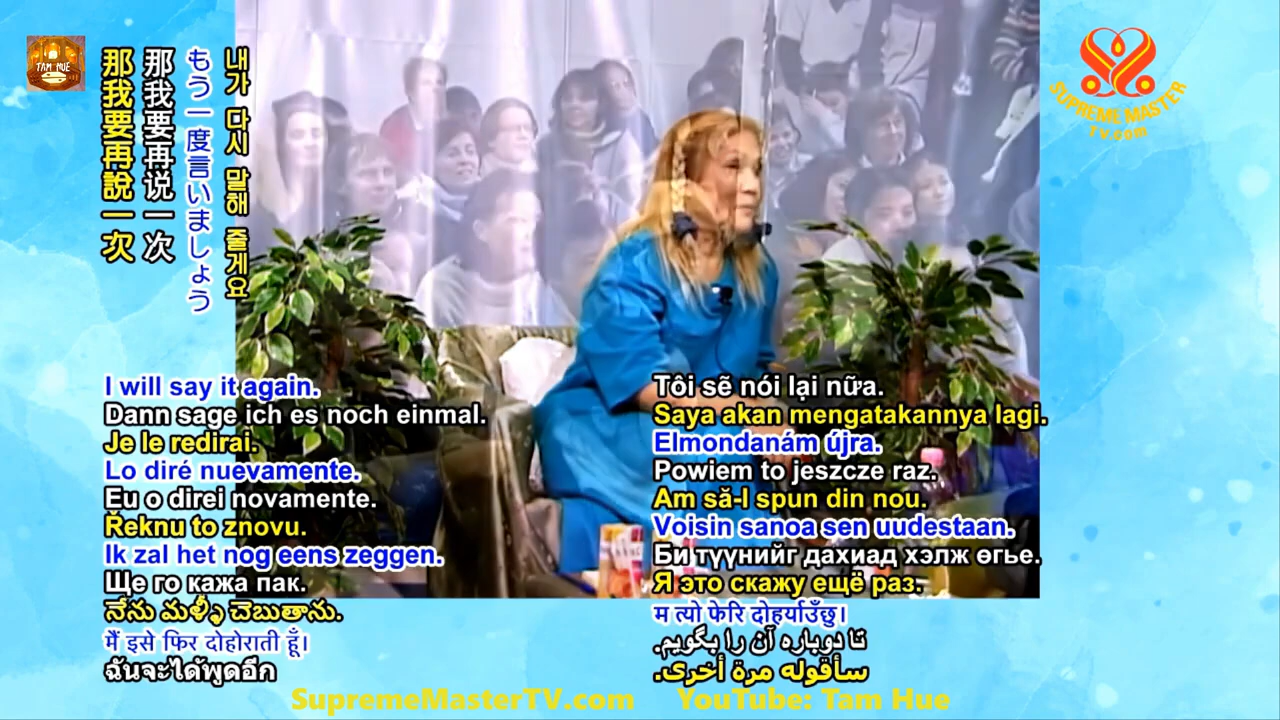 TAM HUE
SUPREME MASTER
TV.com
那我要再說一次
那我要再说一次
もう一度言いましょう
내가 다시 말해 줄게요
I will say it again.
Dann sage ich es noch einmal.
Je le redirai.
Lo diré nuevamente.
Eu o direi novamente.
Řeknu to znovu.
Ik zal het nog eens zeggen.
Ще го кажа пак.
నేను మళ్ళీ చెబుతాను.
मैं इसे फिर दोहोराती हूँ।
ฉันจะได้พูดอีก
Tôi sẽ nói lại nữa.
Saya akan mengatakannya lagi.
Elmondanám újra.
Powiem to jeszcze raz.
Am să-l spun din nou.
Voisin sanoa sen uudestaan.
Би түүнийг дахиад хэлж өгье.
Я это скажу ещё раз.
म त्यो फेरि दोहर्याउँछु।
تا دوباره آن را بگویم.
سأقوله مرة أخرى.
SupremeMasterTV.com
YouTube: Tam Hue